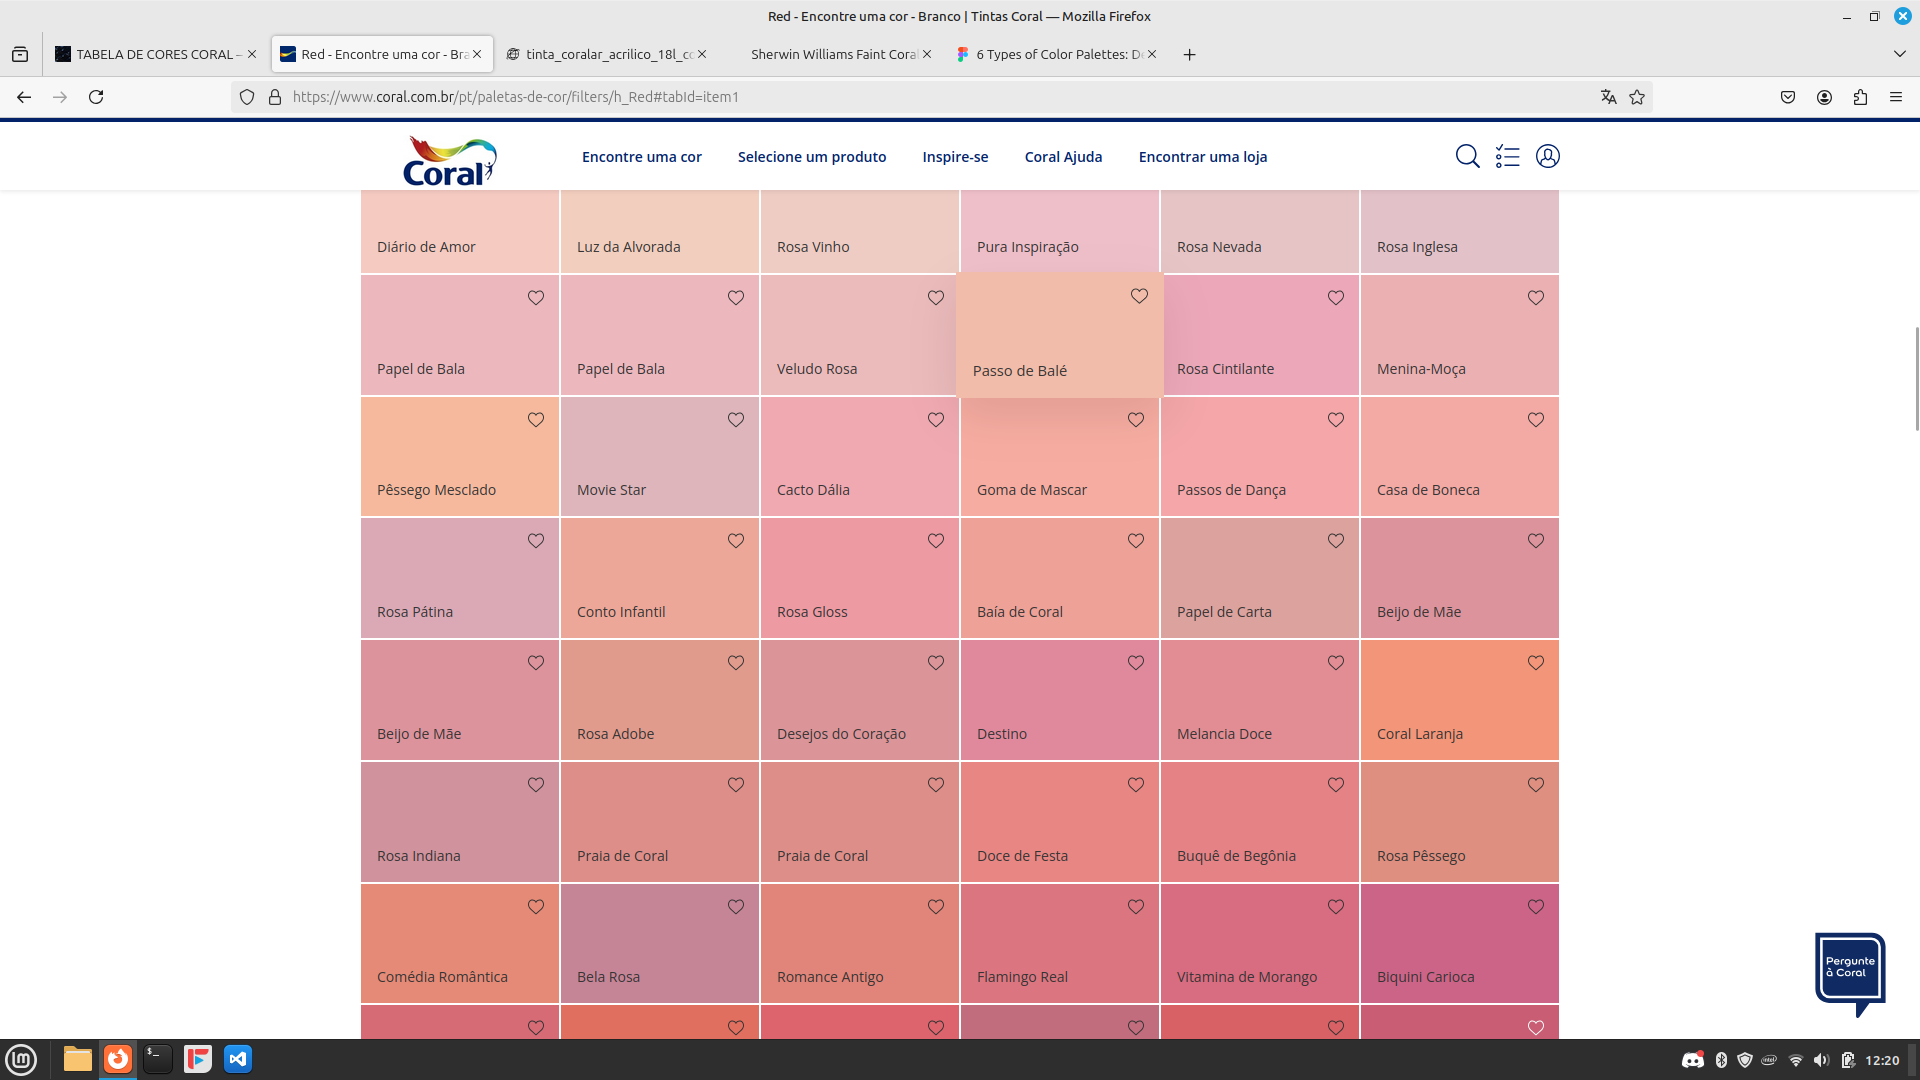 Red - Encontre uma cor - Branco | Tintas Coral — Mozilla Firefox
TABELA DE CORES CORAL –
Red - Encontre uma cor - Bra
tinta_coralar_acrilico_18l_co
Sherwin Williams Faint Coral
6 Types of Color Palettes: De
https://www.coral.com.br/pt/paletas-de-cor/filters/h_Red#tabId=item1
Coral
Encontre uma cor
Selecione um produto
Inspire-se
Coral Ajuda
Encontrar uma loja
Diário de Amor
Luz da Alvorada
Rosa Vinho
Pura Inspiração
Rosa Nevada
Rosa Inglesa
Papel de Bala
Papel de Bala
Veludo Rosa
Passo de Balé
Rosa Cintilante
Menina-Moça
Pêssego Mesclado
Movie Star
Cacto Dália
Goma de Mascar
Passos de Dança
Casa de Boneca
Rosa Pátina
Conto Infantil
Rosa Gloss
Baía de Coral
Papel de Carta
Beijo de Mãe
Beijo de Mãe
Rosa Adobe
Desejos do Coração
Destino
Melancia Doce
Coral Laranja
Rosa Indiana
Praia de Coral
Praia de Coral
Doce de Festa
Buquê de Begônia
Rosa Pêssego
Comédia Romântica
Bela Rosa
Romance Antigo
Flamingo Real
Vitamina de Morango
Biquini Carioca
Pergunte
à Coral
12:20